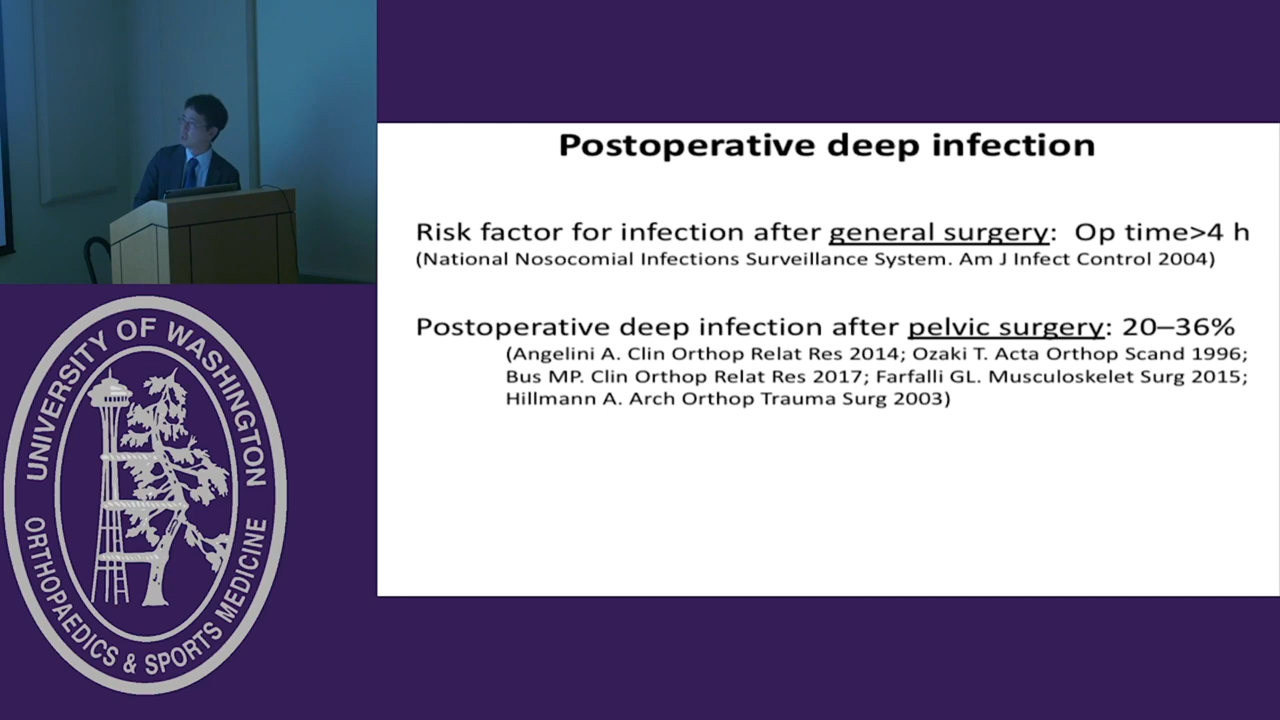 Postoperative deep infection
Risk factor for infection after general surgery: Op time>4 h
(National Nosocomial Infections Surveillance System. Am J Infect Control 2004)
Postoperative deep infection after pelvic surgery: 20–36%
(Angelini A. Clin Orthop Relat Res 2014; Ozaki T. Acta Orthop Scand 1996;
Bus MP. Clin Orthop Relat Res 2017; Farfalli GL. Musculoskelet Surg 2015;
Hillmann A. Arch Orthop Trauma Surg 2003)
UNIVERSITY OF WASHINGTON
ORTHOPAEDICS & SPORTS MEDICINE